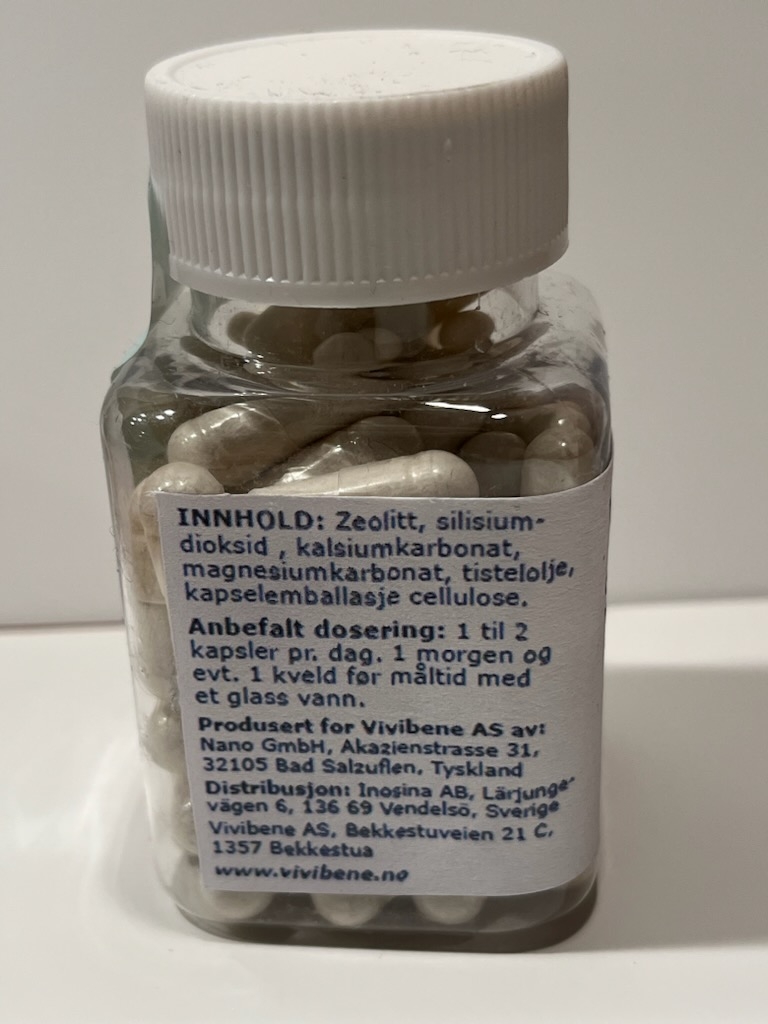 INNHOLD: Zeolitt, silisium-
dioksid , kalsiumkarbonat,
magnesiumkarbonat, tistelolje,
kapselemballasje cellulose.
Anbefalt dosering: 1 til 2
kapsler pr. dag. 1 morgen og
evt. 1 kveld før måltid med
et glass vann.
Produsert for Vivibene AS av:
Nano GmbH, Akazienstrasse 31,
32105 Bad Salzuflen, Tyskland
Distribusjon: Inosina AB, Lärjunge-
vägen 6, 136 69 Vendelsö, Sverige
Vivibene AS, Bekkestuveien 21 C,
1357 Bekkestua
www.vivibene.no